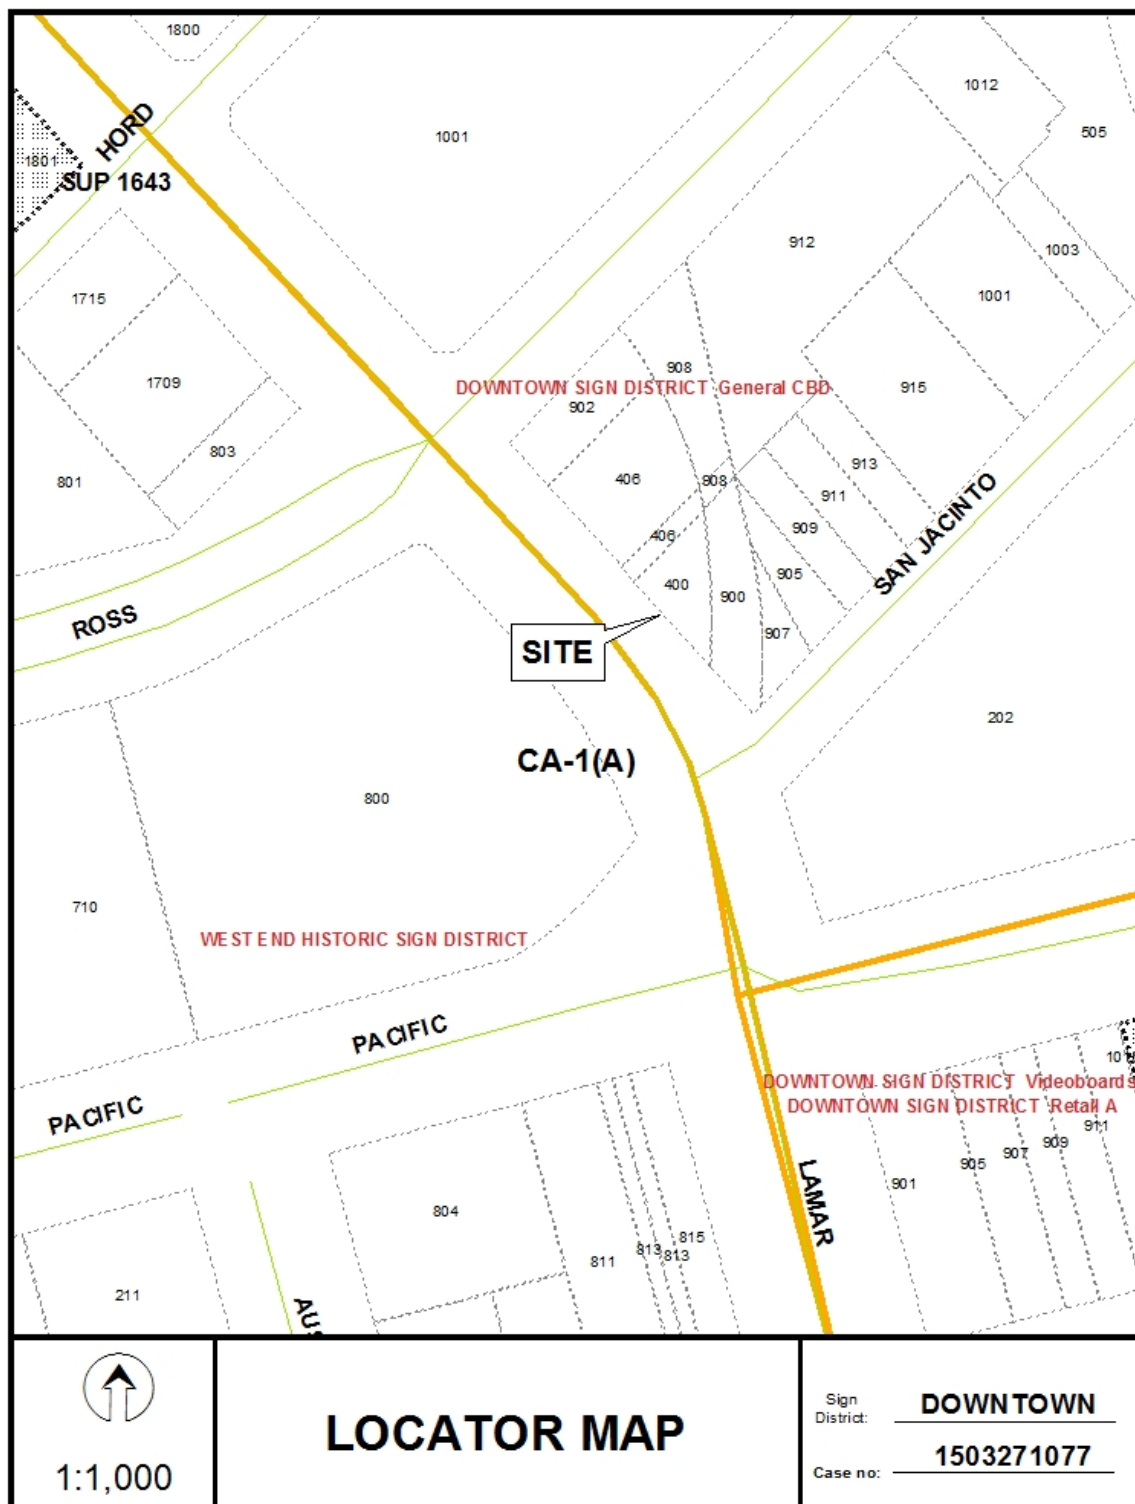 1800
1001
1012
505
HORD
1801
SUP 1643
912
1003
1715
1001
908
1709
DOWNTOWN SIGN DISTRICT General CBD
915
902
803
913
801
406
908
911
909
SAN JACINTO
406
905
400
900
ROSS
907
SITE
202
CA-1(A)
800
710
WEST END HISTORIC SIGN DISTRICT
PACIFIC
DOWNTOWN SIGN DISTRICT Videoboards
DOWNTOWN SIGN DISTRICT Retail A
PACIFIC
911
909
907
905
901
LAMAR
804
815
813
813
811
211
AUS
LOCATOR MAP
1:1,000
Sign
District: DOWNTOWN
Case no: 1503271077